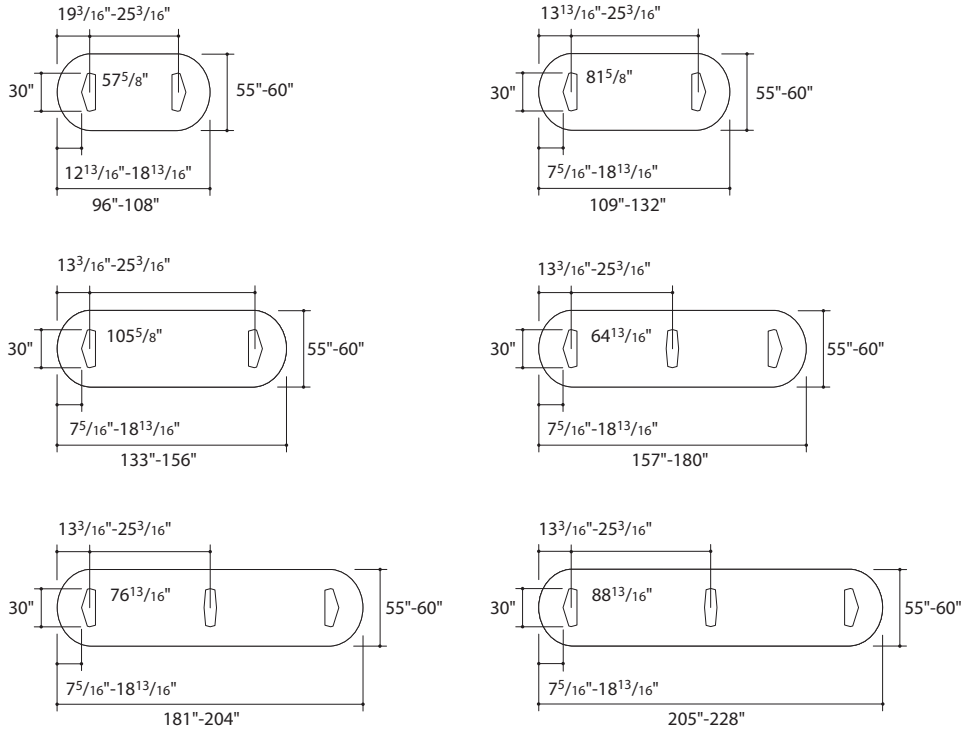 19 3/16"-25 3/16"
57 5/8"
30"
55"-60"
12 13/16"-18 13/16"
96"-108"
13 13/16"-25 3/16"
81 5/8"
30"
55"-60"
7 5/16"-18 13/16"
109"-132"
13 3/16"-25 3/16"
105 5/8"
30"
55"-60"
7 5/16"-18 13/16"
133"-156"
13 3/16"-25 3/16"
64 13/16"
30"
55"-60"
7 5/16"-18 13/16"
157"-180"
13 3/16"-25 3/16"
76 13/16"
30"
55"-60"
7 5/16"-18 13/16"
181"-204"
13 3/16"-25 3/16"
88 13/16"
30"
55"-60"
7 5/16"-18 13/16"
205"-228"